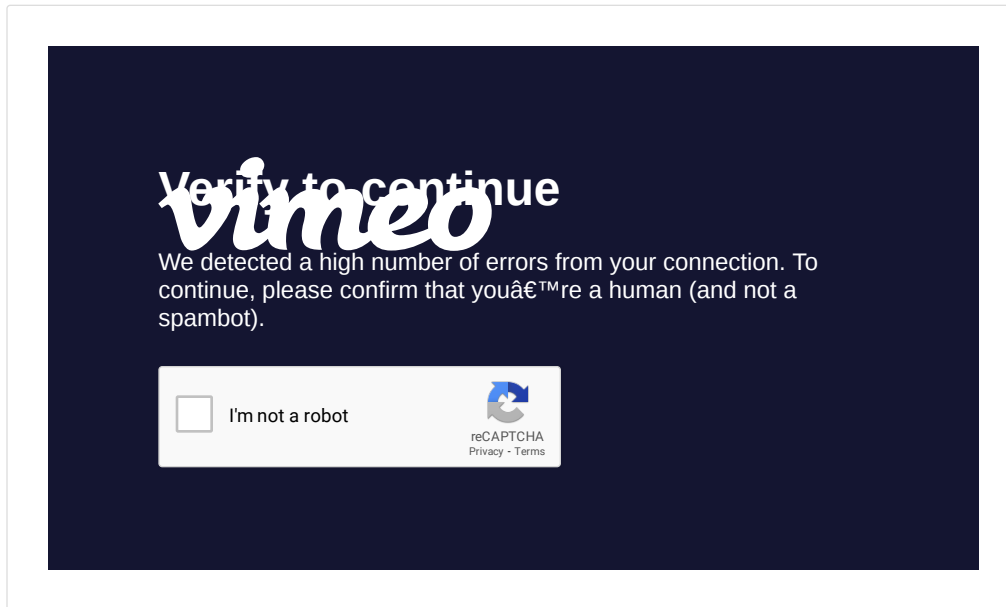 Verify to continue
vimeo
We detected a high number of errors from your connection. To
continue, please confirm that youâ€™re a human (and not a
spambot).
I'm not a robot
reCAPTCHA
Privacy - Terms